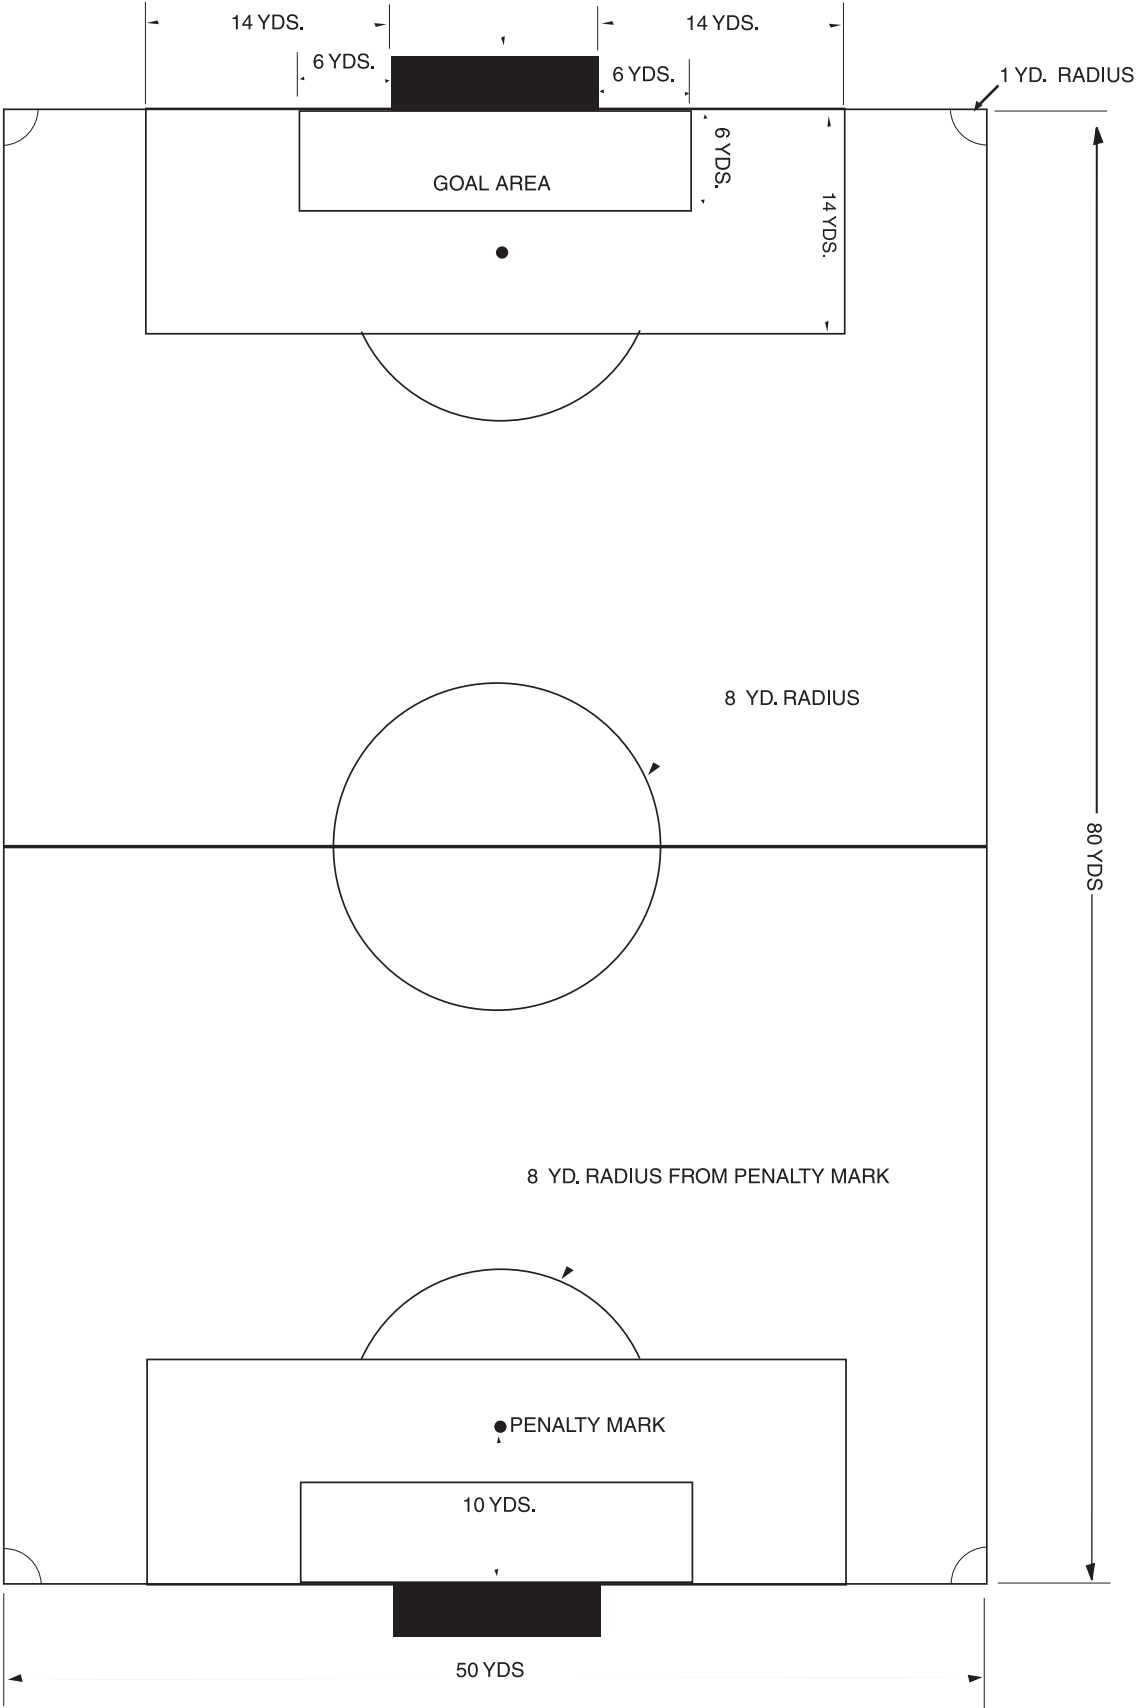 14 YDS.
14 YDS.
6 YDS.
6 YDS.
1 YD. RADIUS
6 YDS.
GOAL AREA
14 YDS.
8 YD. RADIUS
80 YDS
8 YD. RADIUS FROM PENALTY MARK
PENALTY MARK
10 YDS.
50 YDS